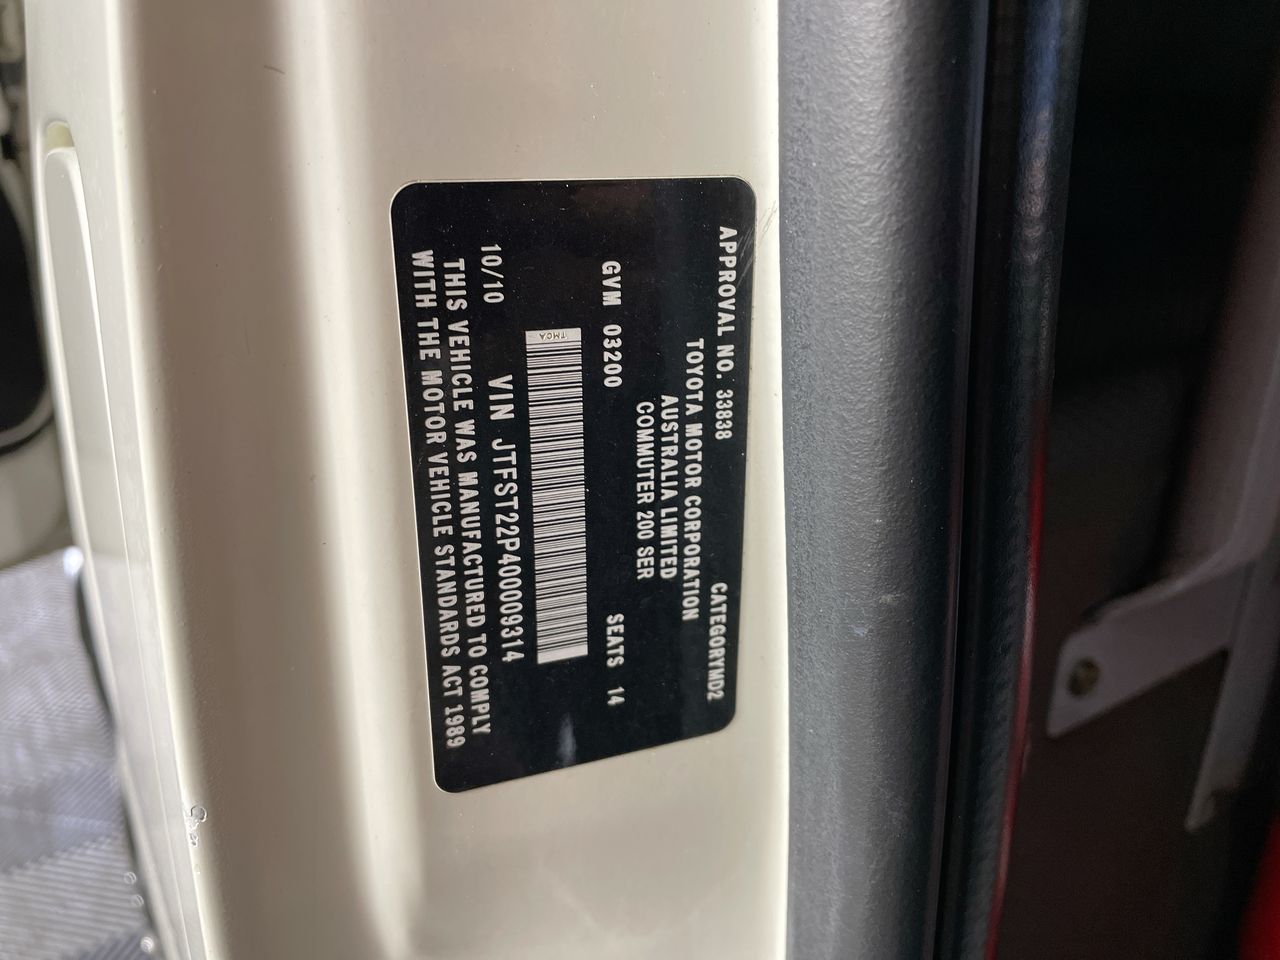 APPROVAL NO. 33838 CATEGORYMD2
TOYOTA MOTOR CORPORATION
AUSTRALIA LIMITED
COMMUTER 200 SER
GVM 03200 SEATS 14
TMCA
10/10 VIN JTFST22P400009314
THIS VEHICLE WAS MANUFACTURED TO COMPLY
WITH THE MOTOR VEHICLE STANDARDS ACT 1989